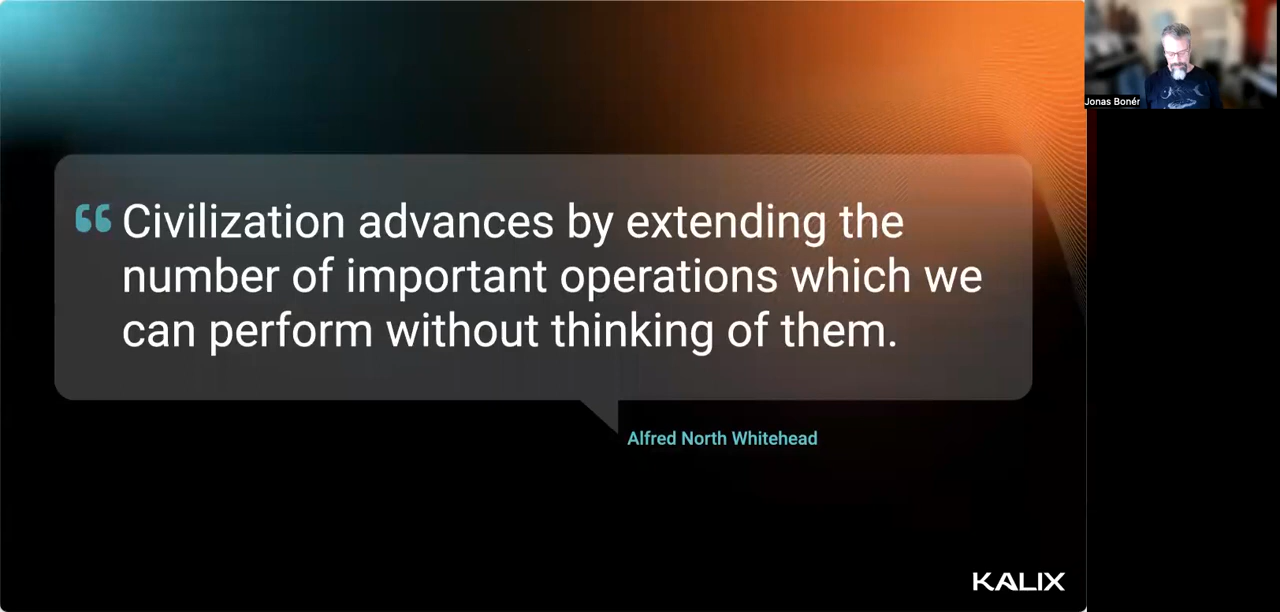 “ Civilization advances by extending the
number of important operations which we
can perform without thinking of them.
Alfred North Whitehead
KALIX
Jonas Bonér